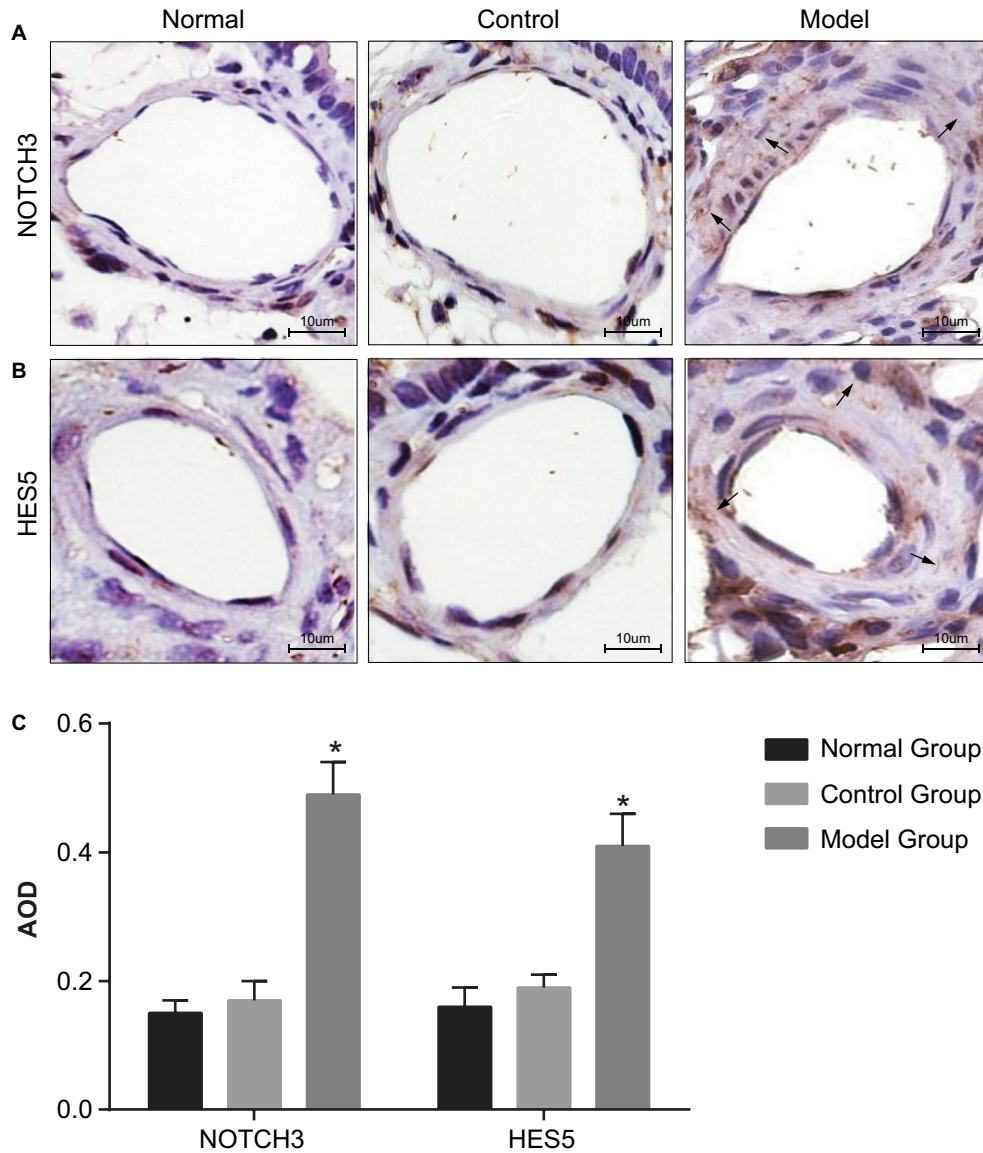 Normal Control Model
A
NOTCH3
10um 10um 10um
B
HES5
10um 10um 10um
C
0.6
0.4
0.2
0.0
AOD
* *
NOTCH3 HES5
Normal Group
Control Group
Model Group